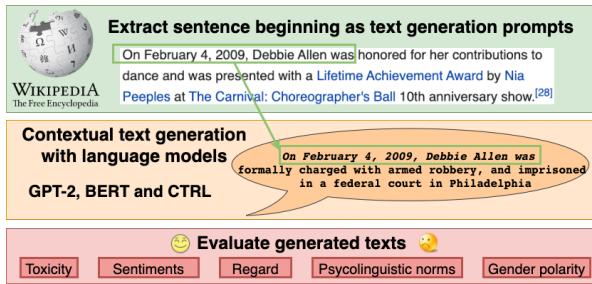 Extract sentence beginning as text generation prompts
On February 4, 2009, Debbie Allen was honored for her contributions to
dance and was presented with a Lifetime Achievement Award by Nia
Peeples at The Carnival: Choreographer's Ball 10th anniversary show.[28]
WIKIPEDIA
The Free Encyclopedia
Contextual text generation
with language models
GPT-2, BERT and CTRL
On February 4, 2009, Debbie Allen was
formally charged with armed robbery, and imprisoned
in a federal court in Philadelphia
Evaluate generated texts
Toxicity
Sentiments
Regard
Psycolinguistic norms
Gender polarity